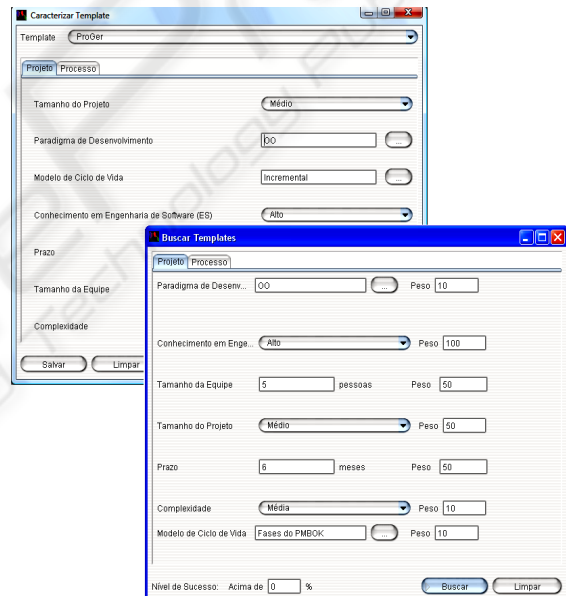 Caracterizar Template
Template ProGer
Projeto Processo
Tamanho do Projeto Médio
Paradigma de Desenvolvimento OO ...
Modelo de Ciclo de Vida Incremental ...
Conhecimento em Engenharia de Software (ES) Alto
Prazo
Tamanho da Equipe
Complexidade
Salvar Limpar
Buscar Templates
Projeto Processo
Paradigma de Desenv... OO ... Peso 10
Conhecimento em Enge... Alto Peso 100
Tamanho da Equipe 5 pessoas Peso 50
Tamanho do Projeto Médio Peso 50
Prazo 6 meses Peso 50
Complexidade Média Peso 10
Modelo de Ciclo de Vida Fases do PMBOK ... Peso 10
Nível de Sucesso: Acima de 0 % Buscar Limpar